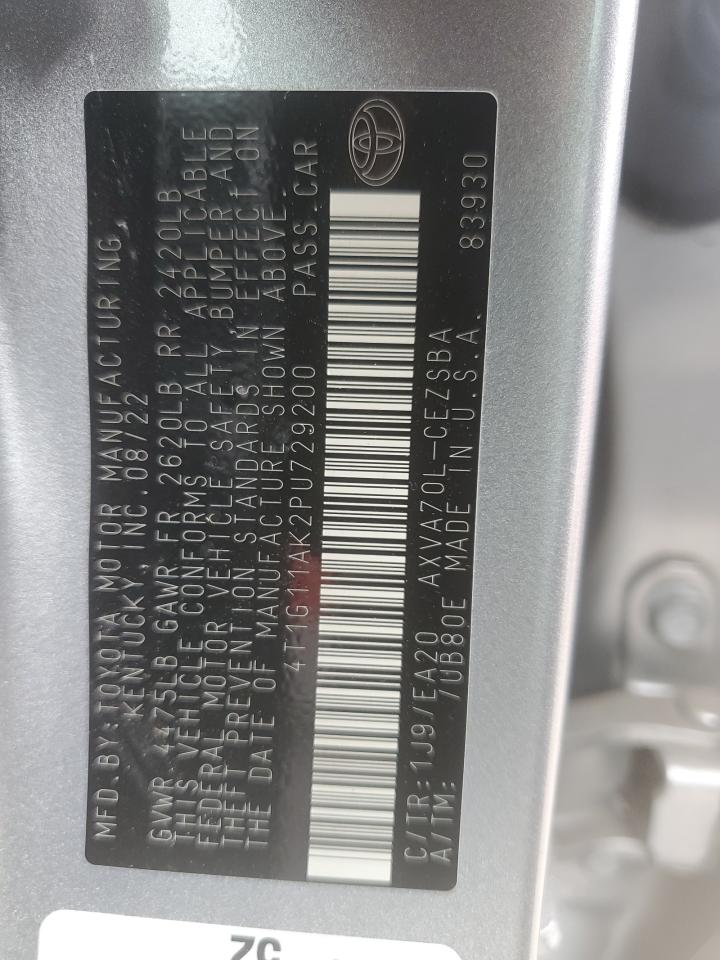 MFD.BY:TOYOTA MOTOR MANUFACTURING,
KENTUCKY, INC. 08/22
GVWR 4475LB GAWR FR 2620LB RR 2420LB
THIS VEHICLE CONFORMS TO ALL APPLICABLE
FEDERAL MOTOR VEHICLE SAFETY, BUMPER AND
THEFT PREVENTION STANDARDS IN EFFECT ON
THE DATE OF MANUFACTURE SHOWN ABOVE.
4T1G11AK2PU729200 PASS.CAR
C/TR:1J9/EA20 AXVA70L-CEZSBA 83930
A/TM: /UB80E MADE IN U.S.A.
ZC